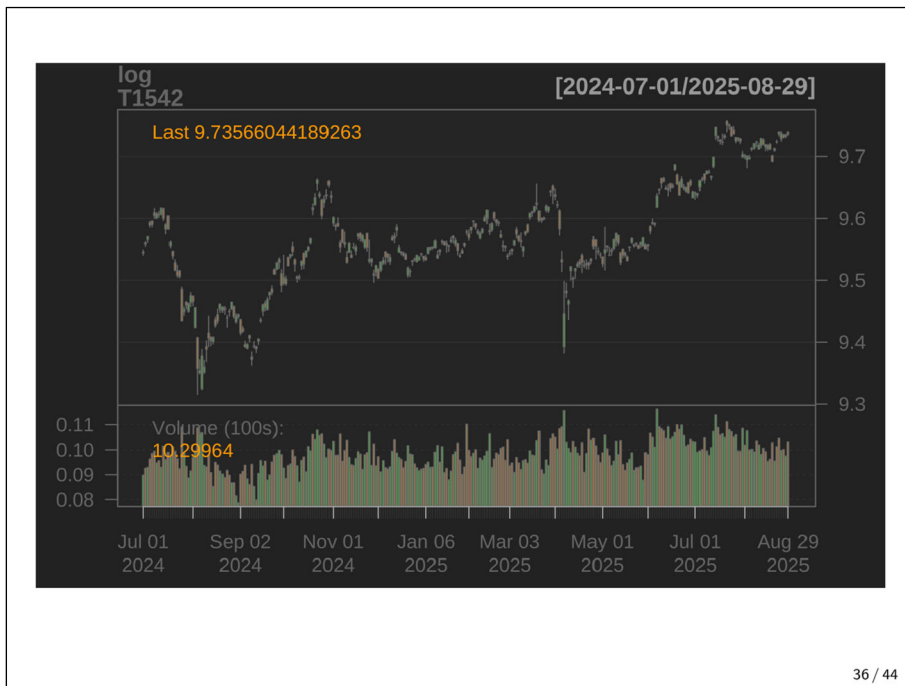 log
T1542
[2024-07-01/2025-08-29]
Last 9.73566044189263
9.7
9.6
9.5
9.4
9.3
Volume (100s):
10.29964
0.11
0.10
0.09
0.08
Jul 01 Sep 02 Nov 01 Jan 06 Mar 03 May 01 Jul 01 Aug 29
2024 2024 2024 2025 2025 2025 2025 2025
36 / 44